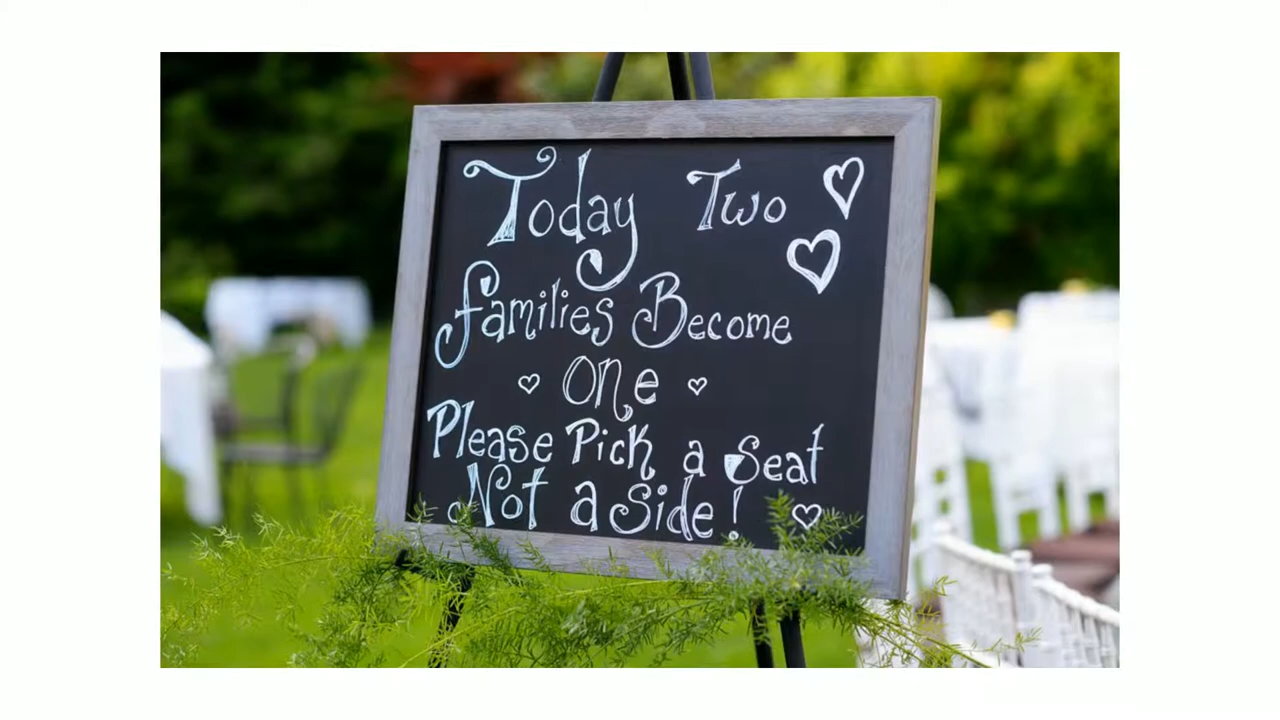 Today Two
Families Become
One
Please Pick a Seat
Not a Side!